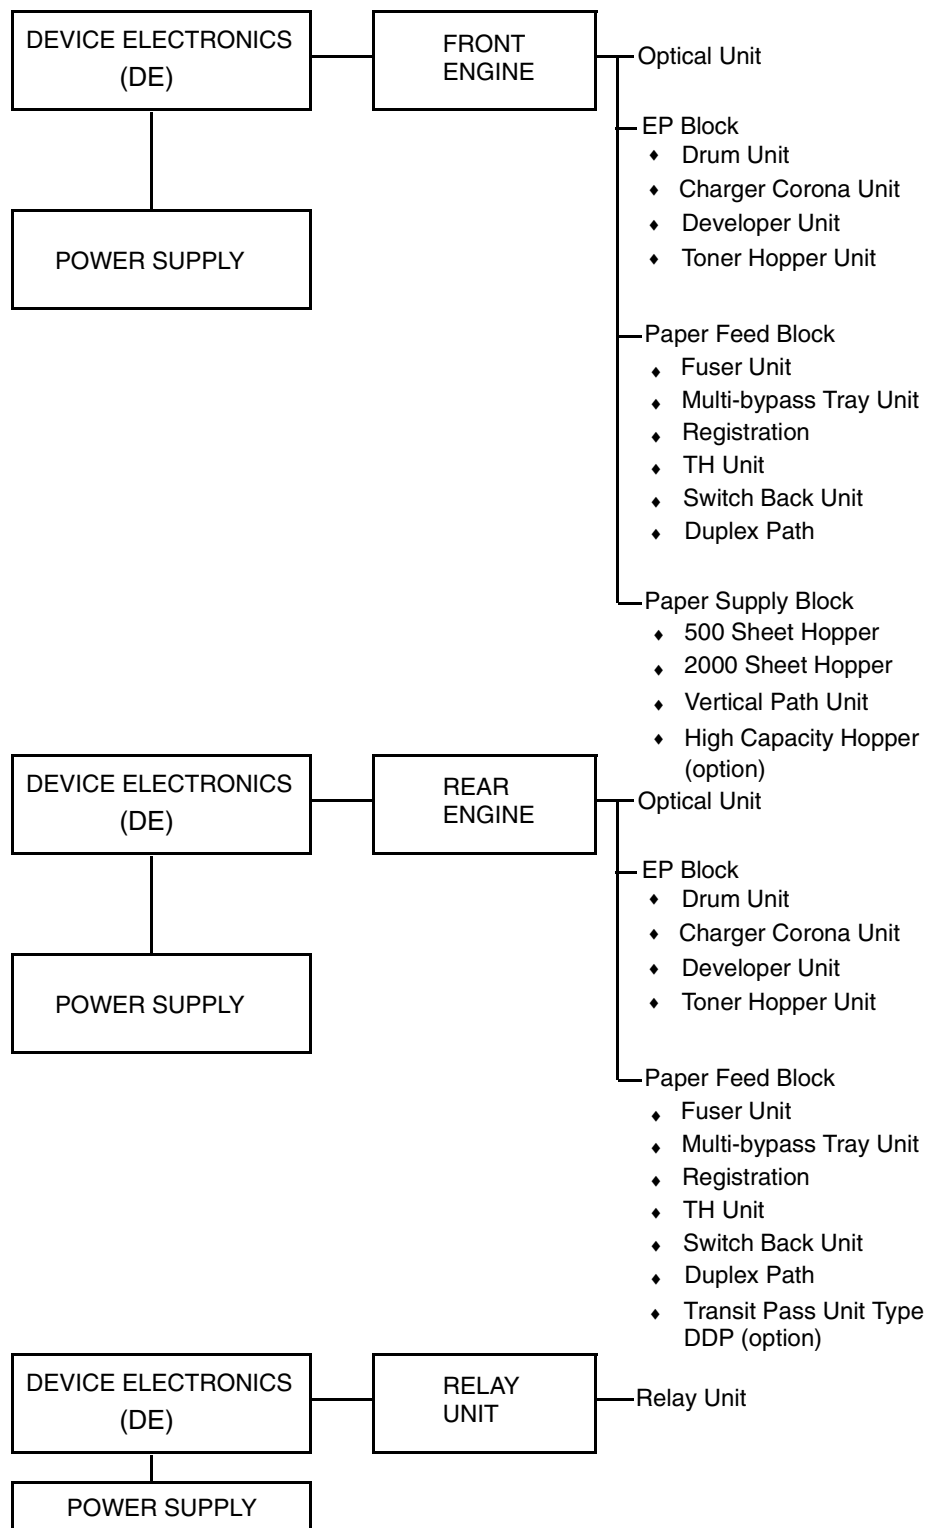 DEVICE ELECTRONICS
(DE)
FRONT
ENGINE
Optical Unit
EP Block
♦ Drum Unit
♦ Charger Corona Unit
♦ Developer Unit
♦ Toner Hopper Unit
POWER SUPPLY
Paper Feed Block
♦ Fuser Unit
♦ Multi-bypass Tray Unit
♦ Registration
♦ TH Unit
♦ Switch Back Unit
♦ Duplex Path
Paper Supply Block
♦ 500 Sheet Hopper
♦ 2000 Sheet Hopper
♦ Vertical Path Unit
♦ High Capacity Hopper
(option)
DEVICE ELECTRONICS
(DE)
REAR
ENGINE
Optical Unit
EP Block
♦ Drum Unit
♦ Charger Corona Unit
♦ Developer Unit
♦ Toner Hopper Unit
POWER SUPPLY
Paper Feed Block
♦ Fuser Unit
♦ Multi-bypass Tray Unit
♦ Registration
♦ TH Unit
♦ Switch Back Unit
♦ Duplex Path
♦ Transit Pass Unit Type
DDP (option)
DEVICE ELECTRONICS
(DE)
RELAY
UNIT
Relay Unit
POWER SUPPLY